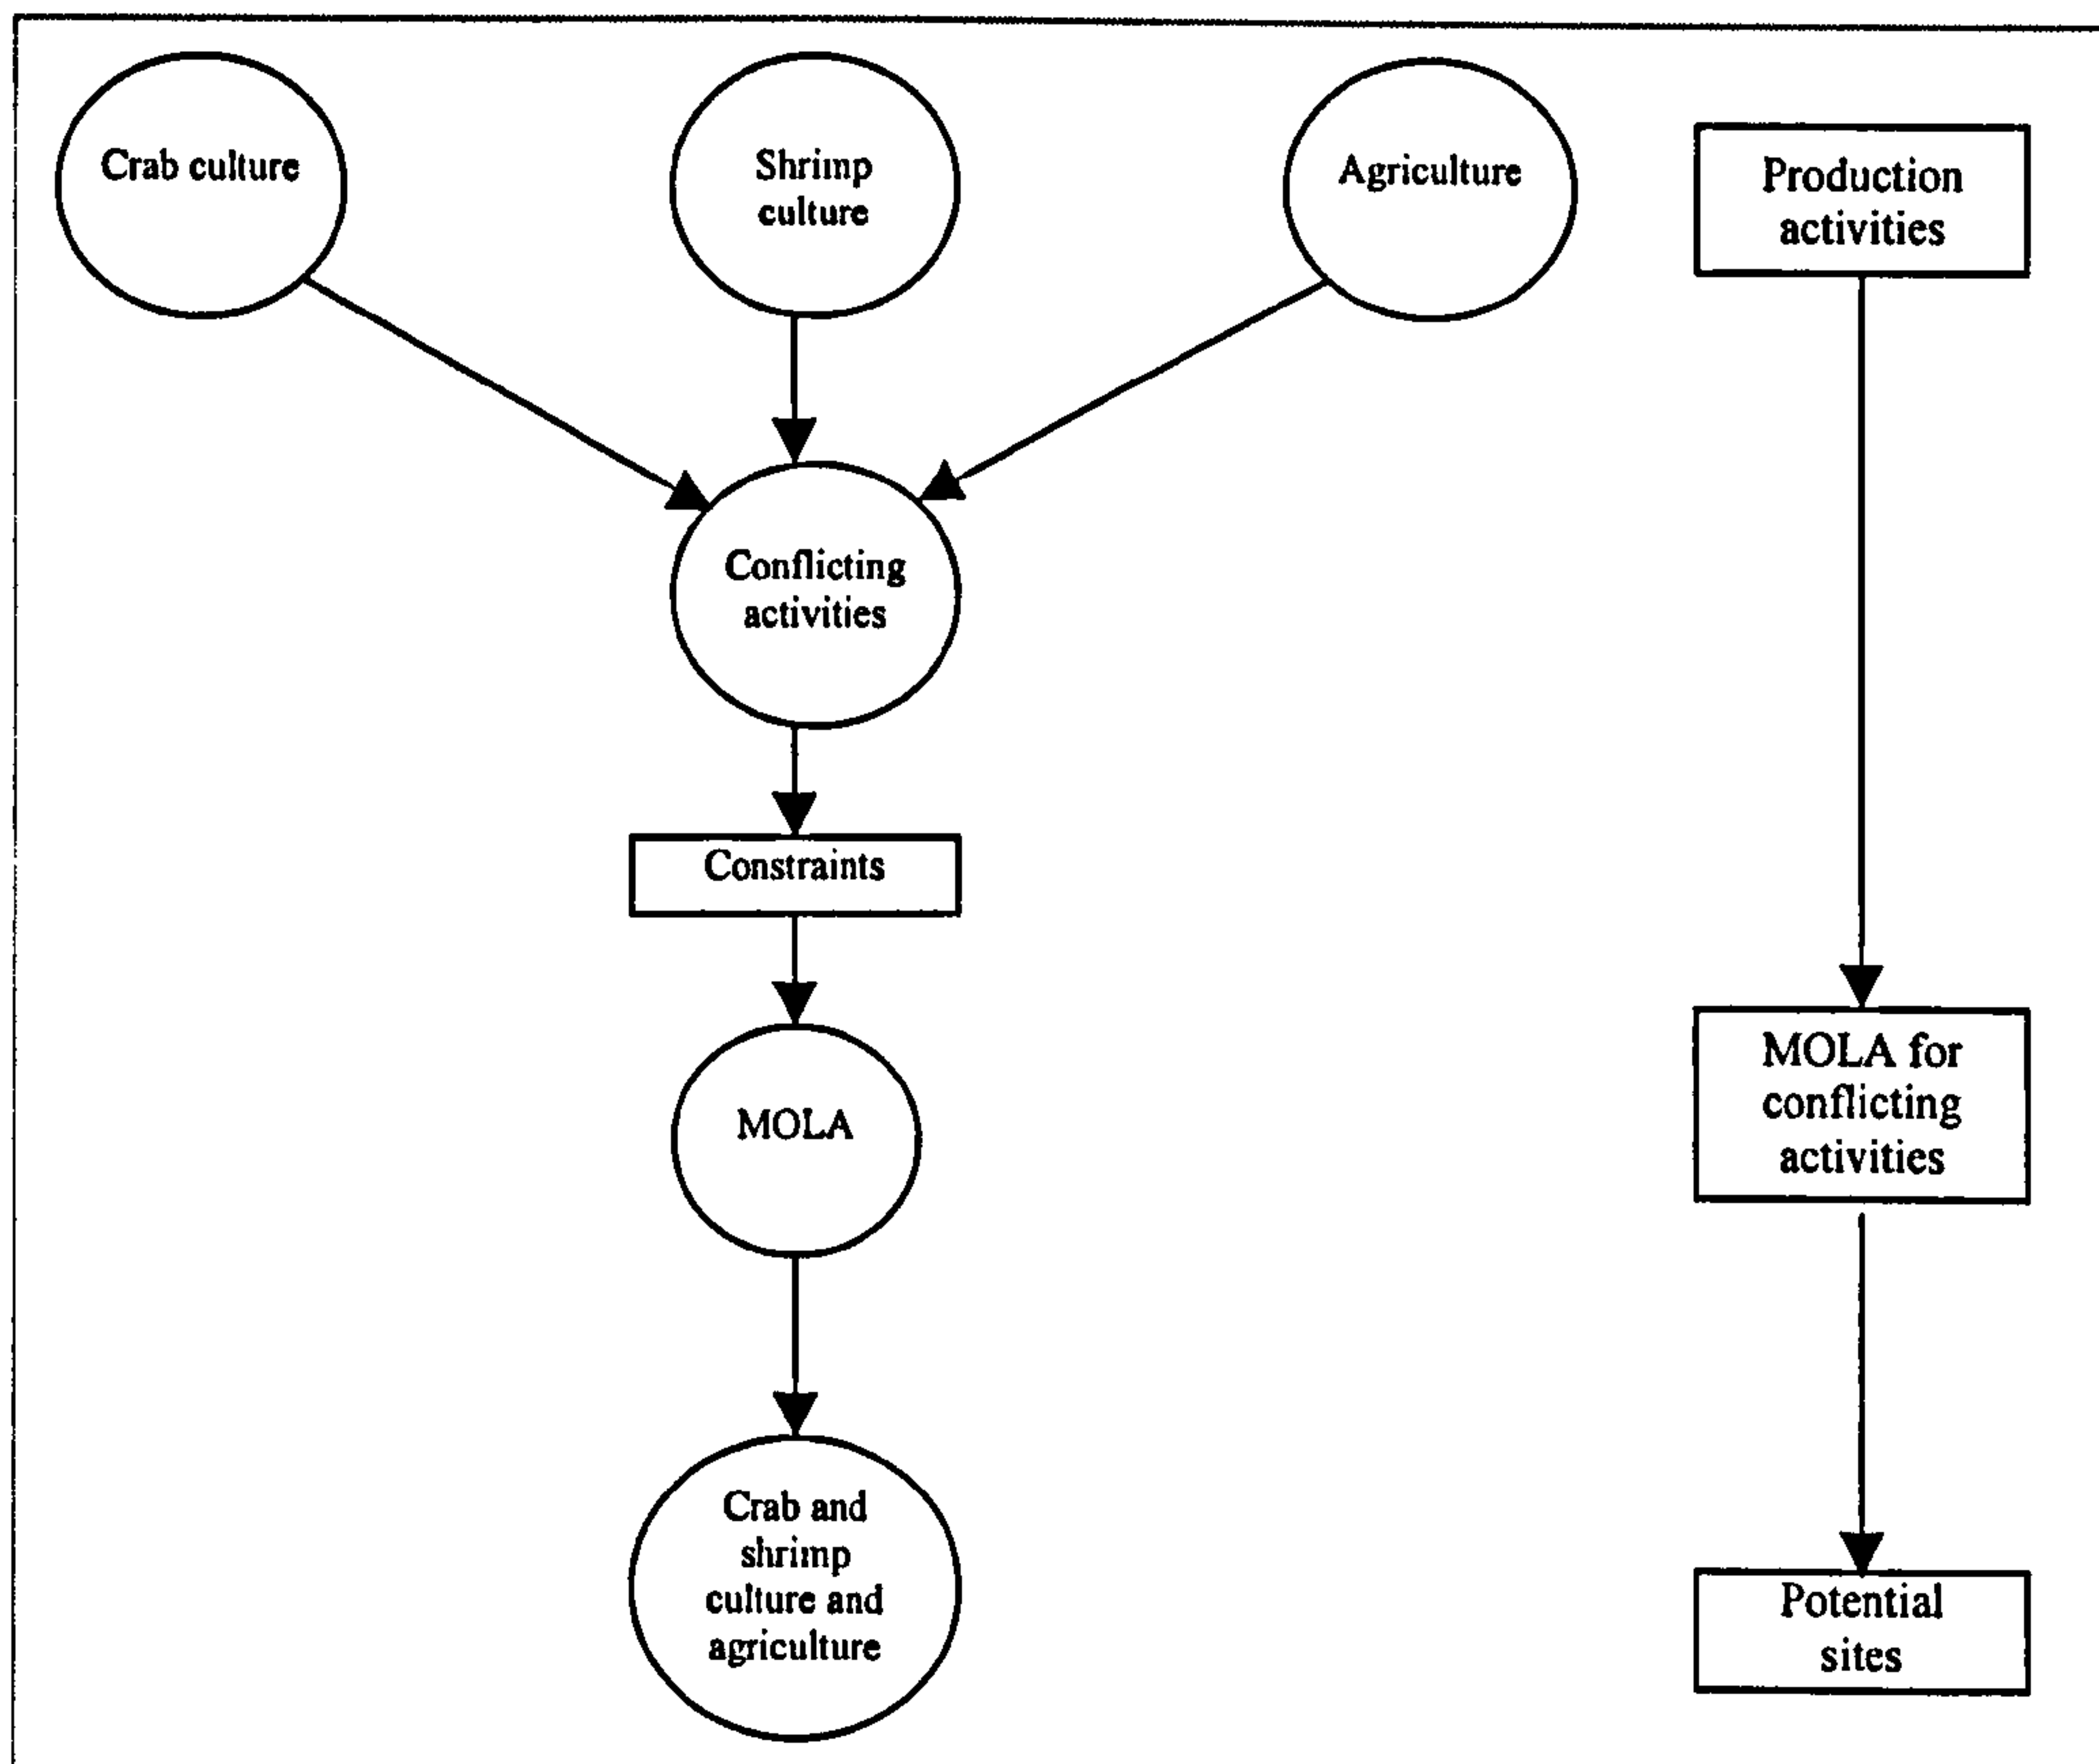 Crab culture
Shrimp
culture
Agriculture
Production
activities
Conflicting
activities
Constraints
MOLA
MOLA for
conflicting
activities
Crab and
shrimp
culture and
agriculture
Potential
sites